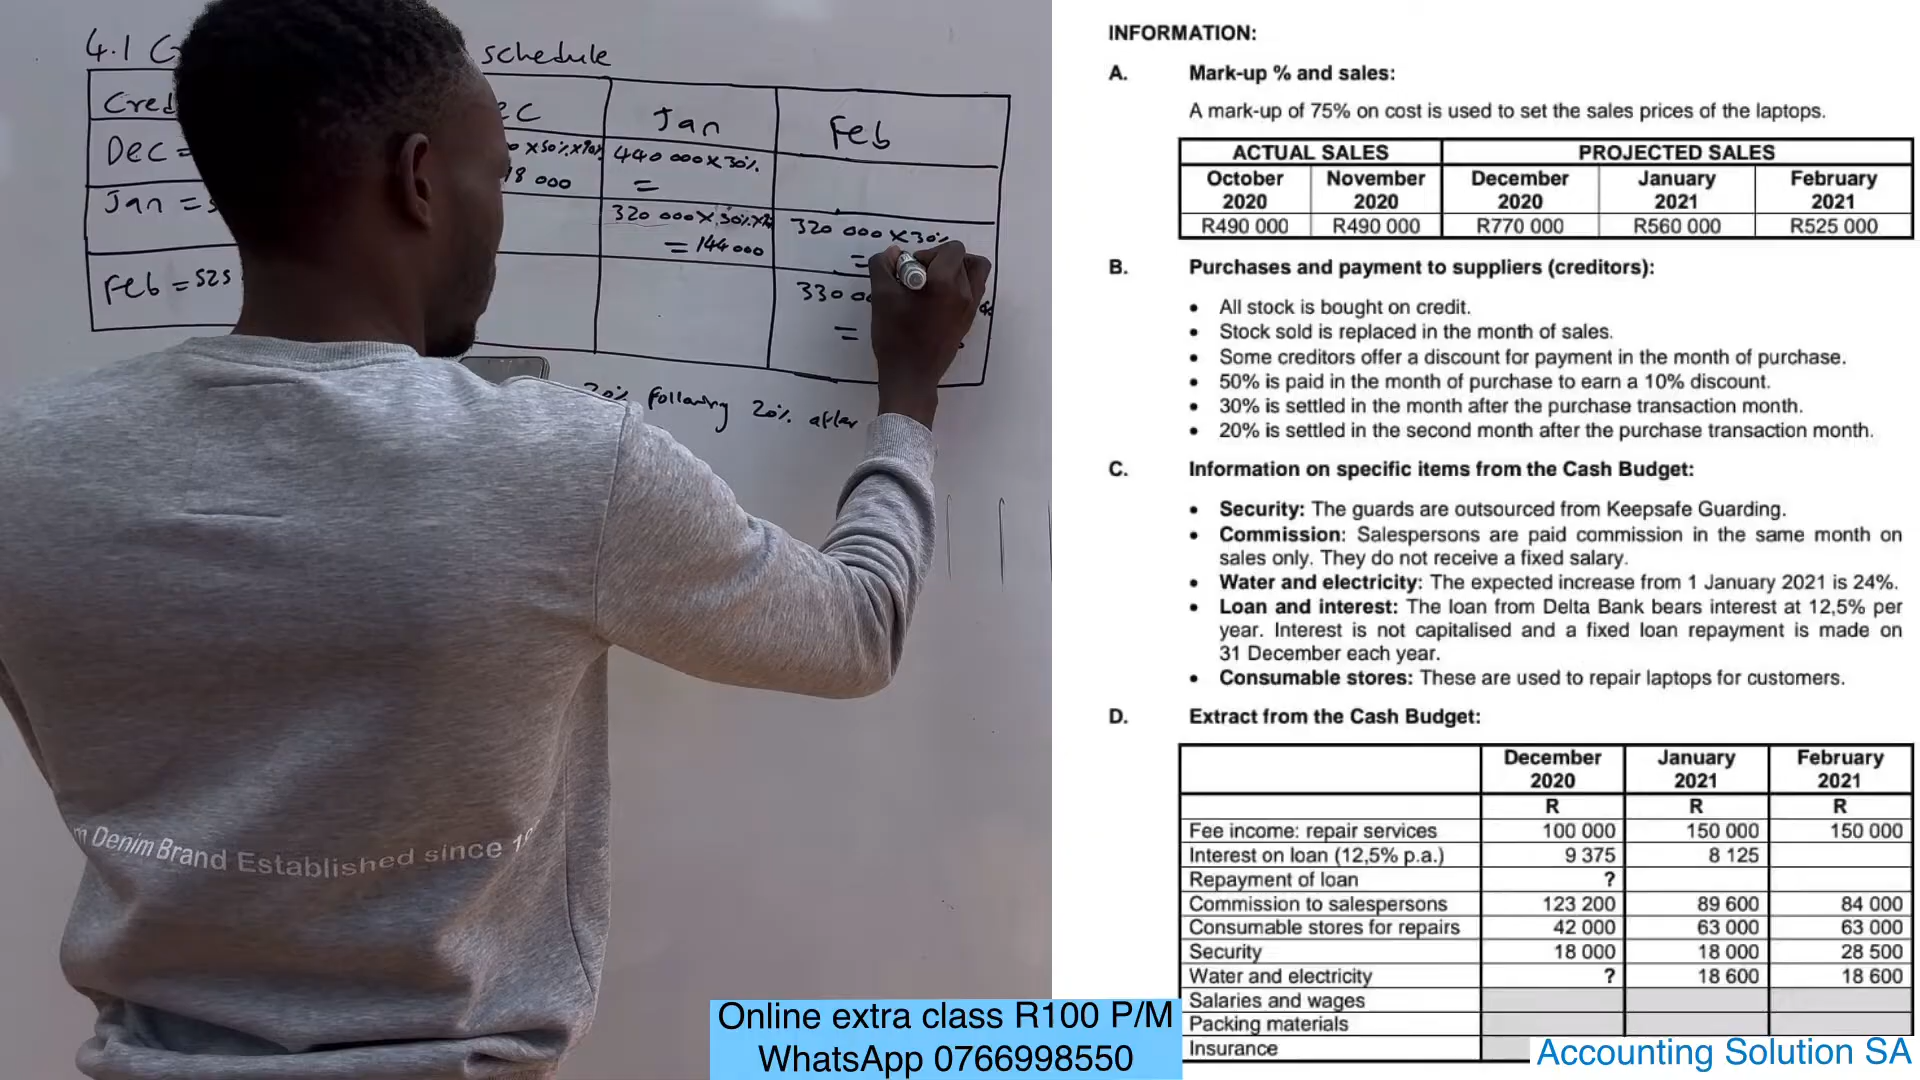 4.1 C schedule
Cred Jan Feb
Dec = 0 x50%x90% 440 000x30%
18 000 =
Jan = 320 000x 50%x 320 000 x30%
= 144 000 =
Feb = 525 330 00
=
30% following 20% after
n Denim Brand Established since 19
INFORMATION:
A. Mark-up % and sales:
A mark-up of 75% on cost is used to set the sales prices of the laptops.
ACTUAL SALES PROJECTED SALES
October 2020 November 2020 December 2020 January 2021 February 2021
R490 000 R490 000 R770 000 R560 000 R525 000
B. Purchases and payment to suppliers (creditors):
• All stock is bought on credit.
• Stock sold is replaced in the month of sales.
• Some creditors offer a discount for payment in the month of purchase.
• 50% is paid in the month of purchase to earn a 10% discount.
• 30% is settled in the month after the purchase transaction month.
• 20% is settled in the second month after the purchase transaction month.
C. Information on specific items from the Cash Budget:
• Security: The guards are outsourced from Keepsafe Guarding.
• Commission: Salespersons are paid commission in the same month on
sales only. They do not receive a fixed salary.
• Water and electricity: The expected increase from 1 January 2021 is 24%.
• Loan and interest: The loan from Delta Bank bears interest at 12,5% per
year. Interest is not capitalised and a fixed loan repayment is made on
31 December each year.
• Consumable stores: These are used to repair laptops for customers.
D. Extract from the Cash Budget:
December 2020 January 2021 February 2021
R R R
Fee income: repair services 100 000 150 000 150 000
Interest on loan (12,5% p.a.) 9 375 8 125
Repayment of loan ?
Commission to salespersons 123 200 89 600 84 000
Consumable stores for repairs 42 000 63 000 63 000
Security 18 000 18 000 28 500
Water and electricity ? 18 600 18 600
Salaries and wages
Packing materials
Insurance
Online extra class R100 P/M
WhatsApp 0766998550
Accounting Solution SA